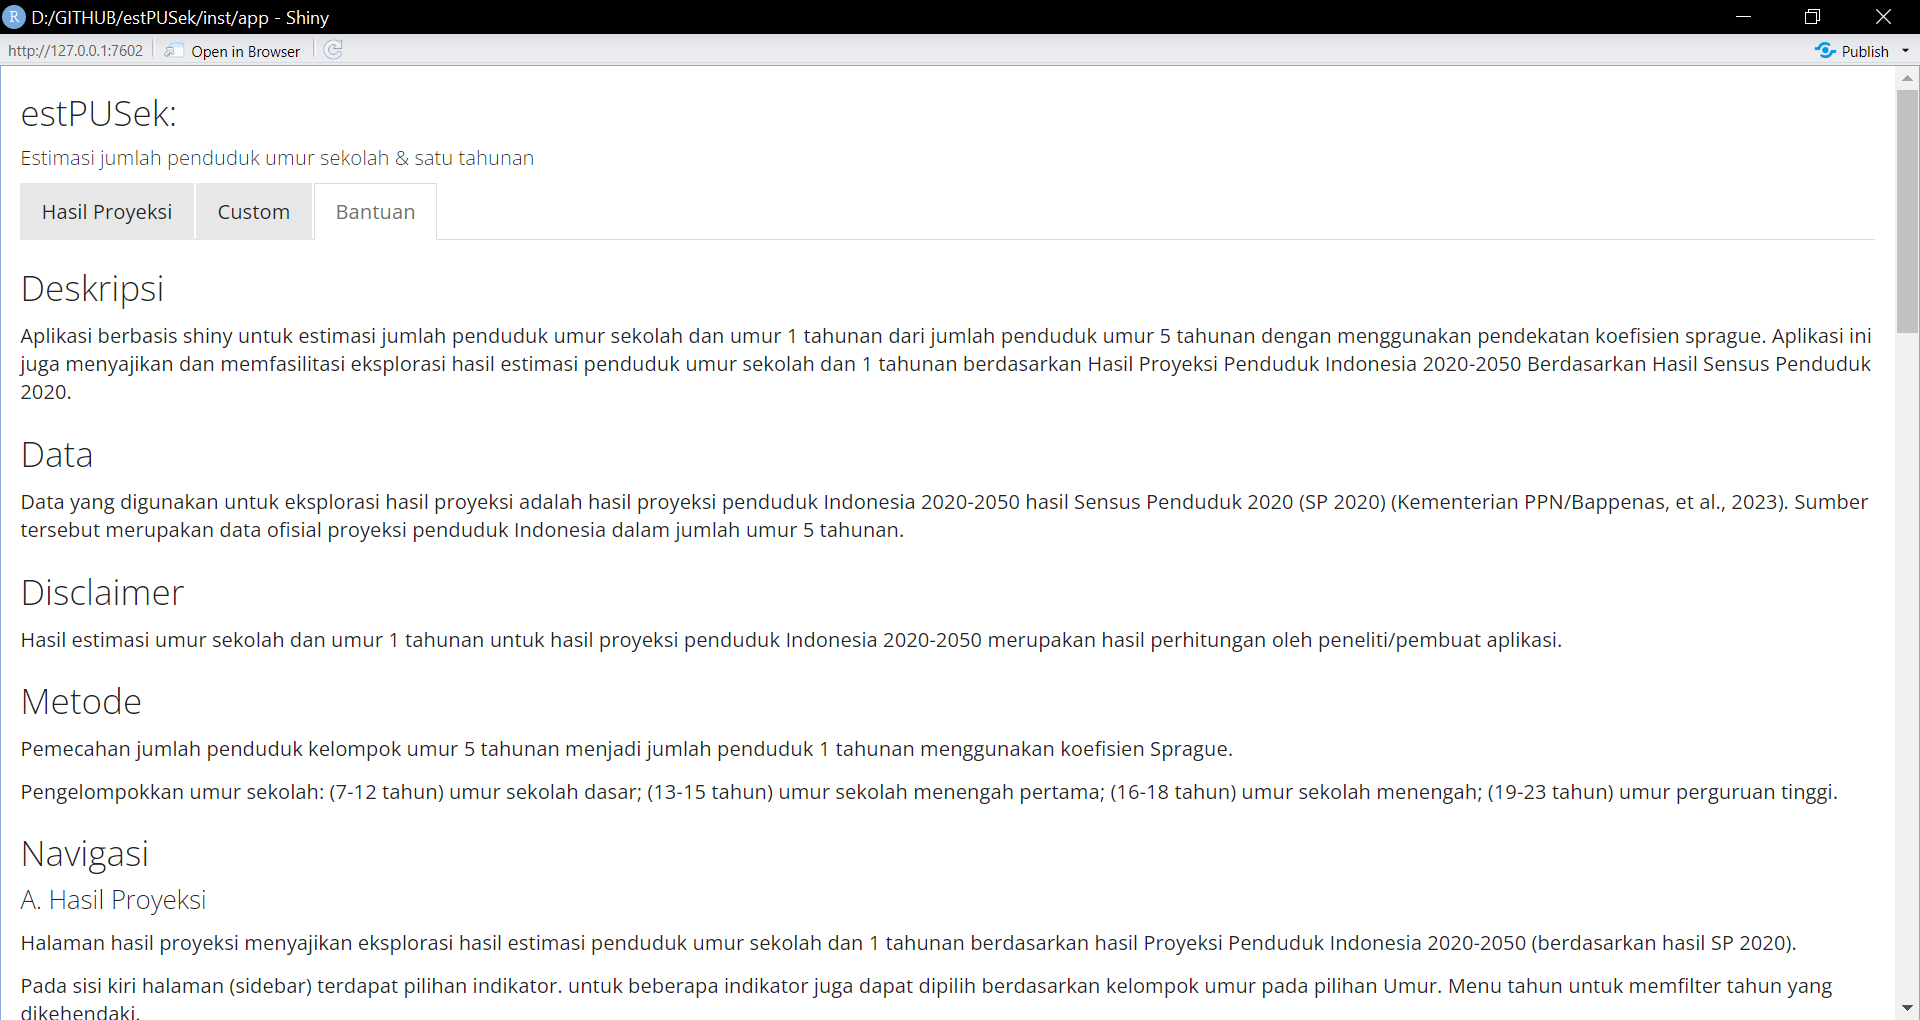 D:/GITHUB/estPUSek/inst/app - Shiny
http://127.0.0.1:7602 Open in Browser Publish
estPUSek:
Estimasi jumlah penduduk umur sekolah & satu tahunan
Hasil Proyeksi Custom Bantuan
Deskripsi
Aplikasi berbasis shiny untuk estimasi jumlah penduduk umur sekolah dan umur 1 tahunan dari jumlah penduduk umur 5 tahunan dengan menggunakan pendekatan koefisien sprague. Aplikasi ini
juga menyajikan dan memfasilitasi eksplorasi hasil estimasi penduduk umur sekolah dan 1 tahunan berdasarkan Hasil Proyeksi Penduduk Indonesia 2020-2050 Berdasarkan Hasil Sensus Penduduk
2020.
Data
Data yang digunakan untuk eksplorasi hasil proyeksi adalah hasil proyeksi penduduk Indonesia 2020-2050 hasil Sensus Penduduk 2020 (SP 2020) (Kementerian PPN/Bappenas, et al., 2023). Sumber
tersebut merupakan data ofisial proyeksi penduduk Indonesia dalam jumlah umur 5 tahunan.
Disclaimer
Hasil estimasi umur sekolah dan umur 1 tahunan untuk hasil proyeksi penduduk Indonesia 2020-2050 merupakan hasil perhitungan oleh peneliti/pembuat aplikasi.
Metode
Pemecahan jumlah penduduk kelompok umur 5 tahunan menjadi jumlah penduduk 1 tahunan menggunakan koefisien Sprague.
Pengelompokkan umur sekolah: (7-12 tahun) umur sekolah dasar; (13-15 tahun) umur sekolah menengah pertama; (16-18 tahun) umur sekolah menengah; (19-23 tahun) umur perguruan tinggi.
Navigasi
A. Hasil Proyeksi
Halaman hasil proyeksi menyajikan eksplorasi hasil estimasi penduduk umur sekolah dan 1 tahunan berdasarkan hasil Proyeksi Penduduk Indonesia 2020-2050 (berdasarkan hasil SP 2020).
Pada sisi kiri halaman (sidebar) terdapat pilihan indikator. untuk beberapa indikator juga dapat dipilih berdasarkan kelompok umur pada pilihan Umur. Menu tahun untuk memfilter tahun yang
dikehendaki.